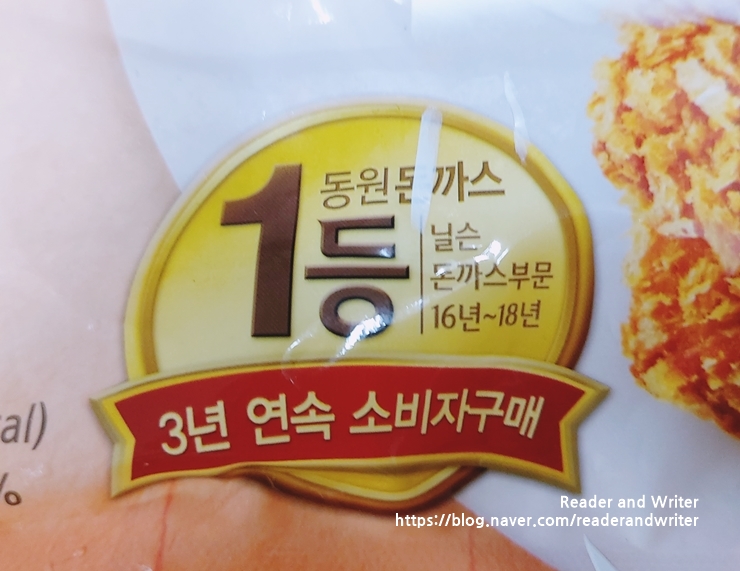 동원돈까스
1등
닐슨
돈까스부문
16년~18년
3년 연속 소비자구매
al)
%
Reader and Writer
https://blog.naver.com/readerandwriter